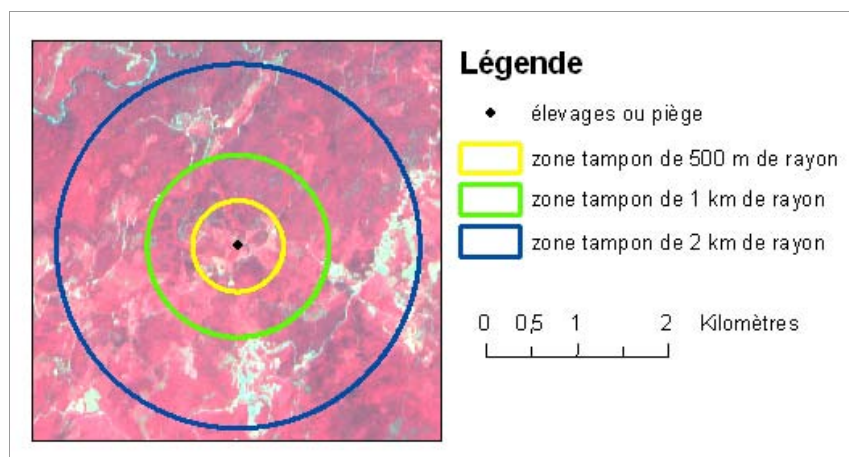 Légende
élevages ou piège
zone tampon de 500 m de rayon
zone tampon de 1 km de rayon
zone tampon de 2 km de rayon
0 0,5 1 2 Kilomètres